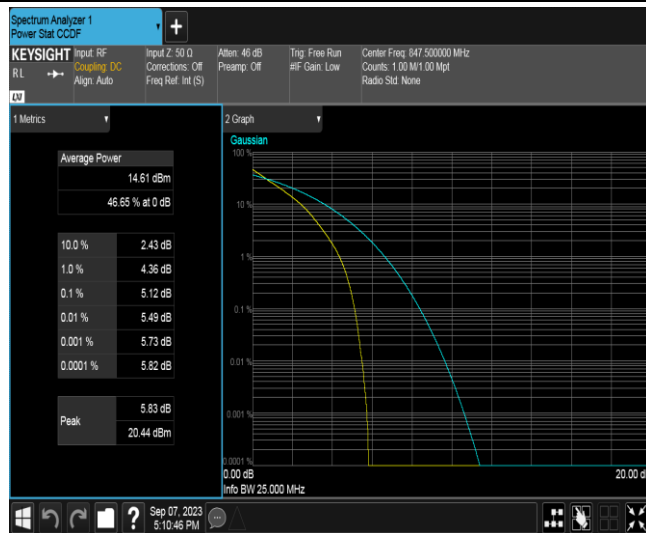 Spectrum Analyzer 1
Power Stat CCDF
+
KEYSIGHT
RL
Input: RF
Coupling: DC
Align: Auto
Input Z: 50 Ω
Corrections: Off
Freq Ref: Int (S)
Atten: 46 dB
Preamp: Off
Trig: Free Run
#IF Gain: Low
Center Freq: 847.500000 MHz
Counts: 1.00 M/1.00 Mpt
Radio Std: None
LXI
1 Metrics
Average Power
14.61 dBm
46.65 % at 0 dB
10.0 % 2.43 dB
1.0 % 4.36 dB
0.1 % 5.12 dB
0.01 % 5.49 dB
0.001 % 5.73 dB
0.0001 % 5.82 dB
Peak
5.83 dB
20.44 dBm
2 Graph
Gaussian
100 %
10 %
1 %
0.1 %
0.01 %
0.001 %
0.0001 %
0.00 dB
20.00 d
Info BW 25.000 MHz
?
Sep 07, 2023
5:10:46 PM